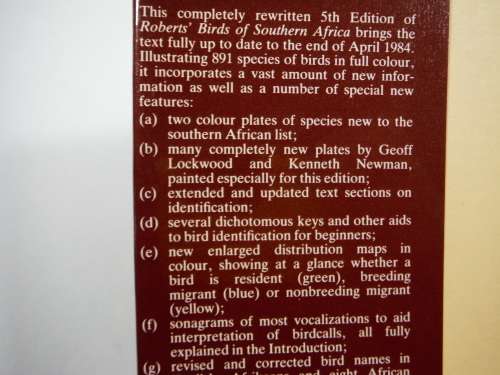 This completely rewritten 5th Edition of
Roberts' Birds of Southern Africa brings the
text fully up to date to the end of April 1984.
Illustrating 891 species of birds in full colour,
it incorporates a vast amount of new infor-
mation as well as a number of special new
features:
(a) two colour plates of species new to the
southern African list;
(b) many completely new plates by Geoff
Lockwood and Kenneth Newman,
painted especially for this edition;
(c) extended and updated text sections on
identification;
(d) several dichotomous keys and other aids
to bird identification for beginners;
(e) new enlarged distribution maps in
colour, showing at a glance whether a
bird is resident (green), breeding
migrant (blue) or nonbreeding migrant
(yellow);
(f) sonagrams of most vocalizations to aid
interpretation of birdcalls, all fully
explained in the Introduction;
(g) revised and corrected bird names in
Afrikaans and eight African